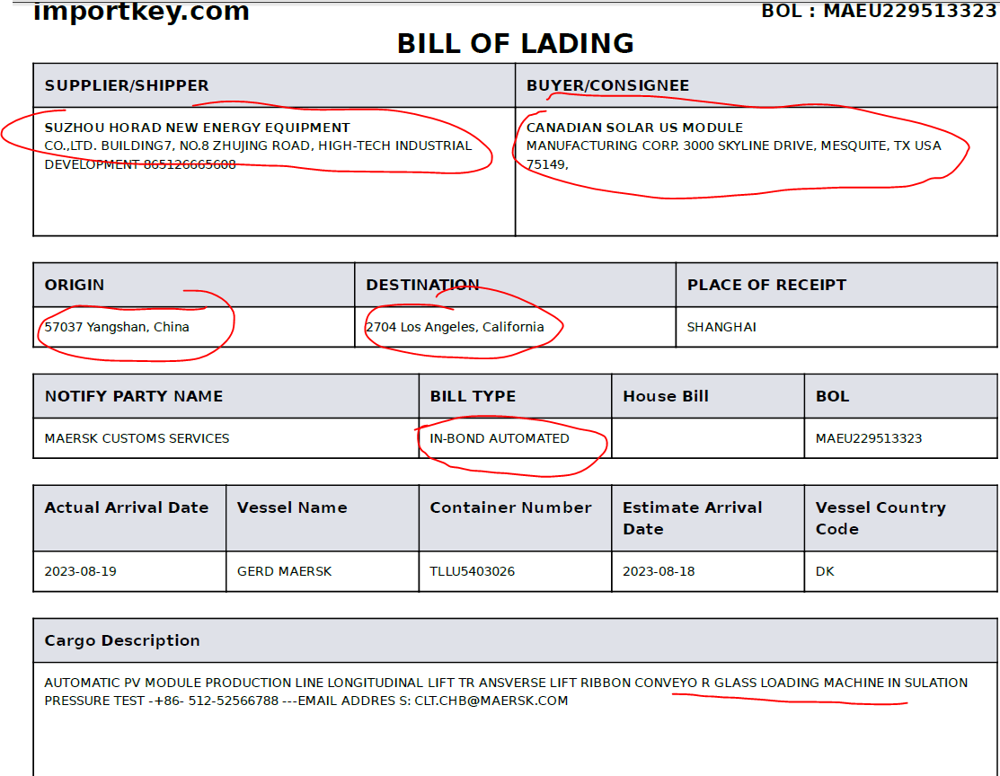 importkey.com
BOL : MAEU229513323
BILL OF LADING
SUPPLIER/SHIPPER
BUYER/CONSIGNEE
SUZHOU HORAD NEW ENERGY EQUIPMENT
CO.,LTD. BUILDING7, NO.8 ZHUJING ROAD, HIGH-TECH INDUSTRIAL
DEVELOPMENT 865126665608
CANADIAN SOLAR US MODULE
MANUFACTURING CORP. 3000 SKYLINE DRIVE, MESQUITE, TX USA
75149,
ORIGIN
DESTINATION
PLACE OF RECEIPT
57037 Yangshan, China
2704 Los Angeles, California
SHANGHAI
NOTIFY PARTY NAME
BILL TYPE
House Bill
BOL
MAERSK CUSTOMS SERVICES
IN-BOND AUTOMATED
MAEU229513323
Actual Arrival Date
Vessel Name
Container Number
Estimate Arrival
Date
Vessel Country
Code
2023-08-19
GERD MAERSK
TLLU5403026
2023-08-18
DK
Cargo Description
AUTOMATIC PV MODULE PRODUCTION LINE LONGITUDINAL LIFT TR ANSVERSE LIFT RIBBON CONVEYO R GLASS LOADING MACHINE IN SULATION
PRESSURE TEST -+86- 512-52566788 ---EMAIL ADDRES S: CLT.CHB@MAERSK.COM